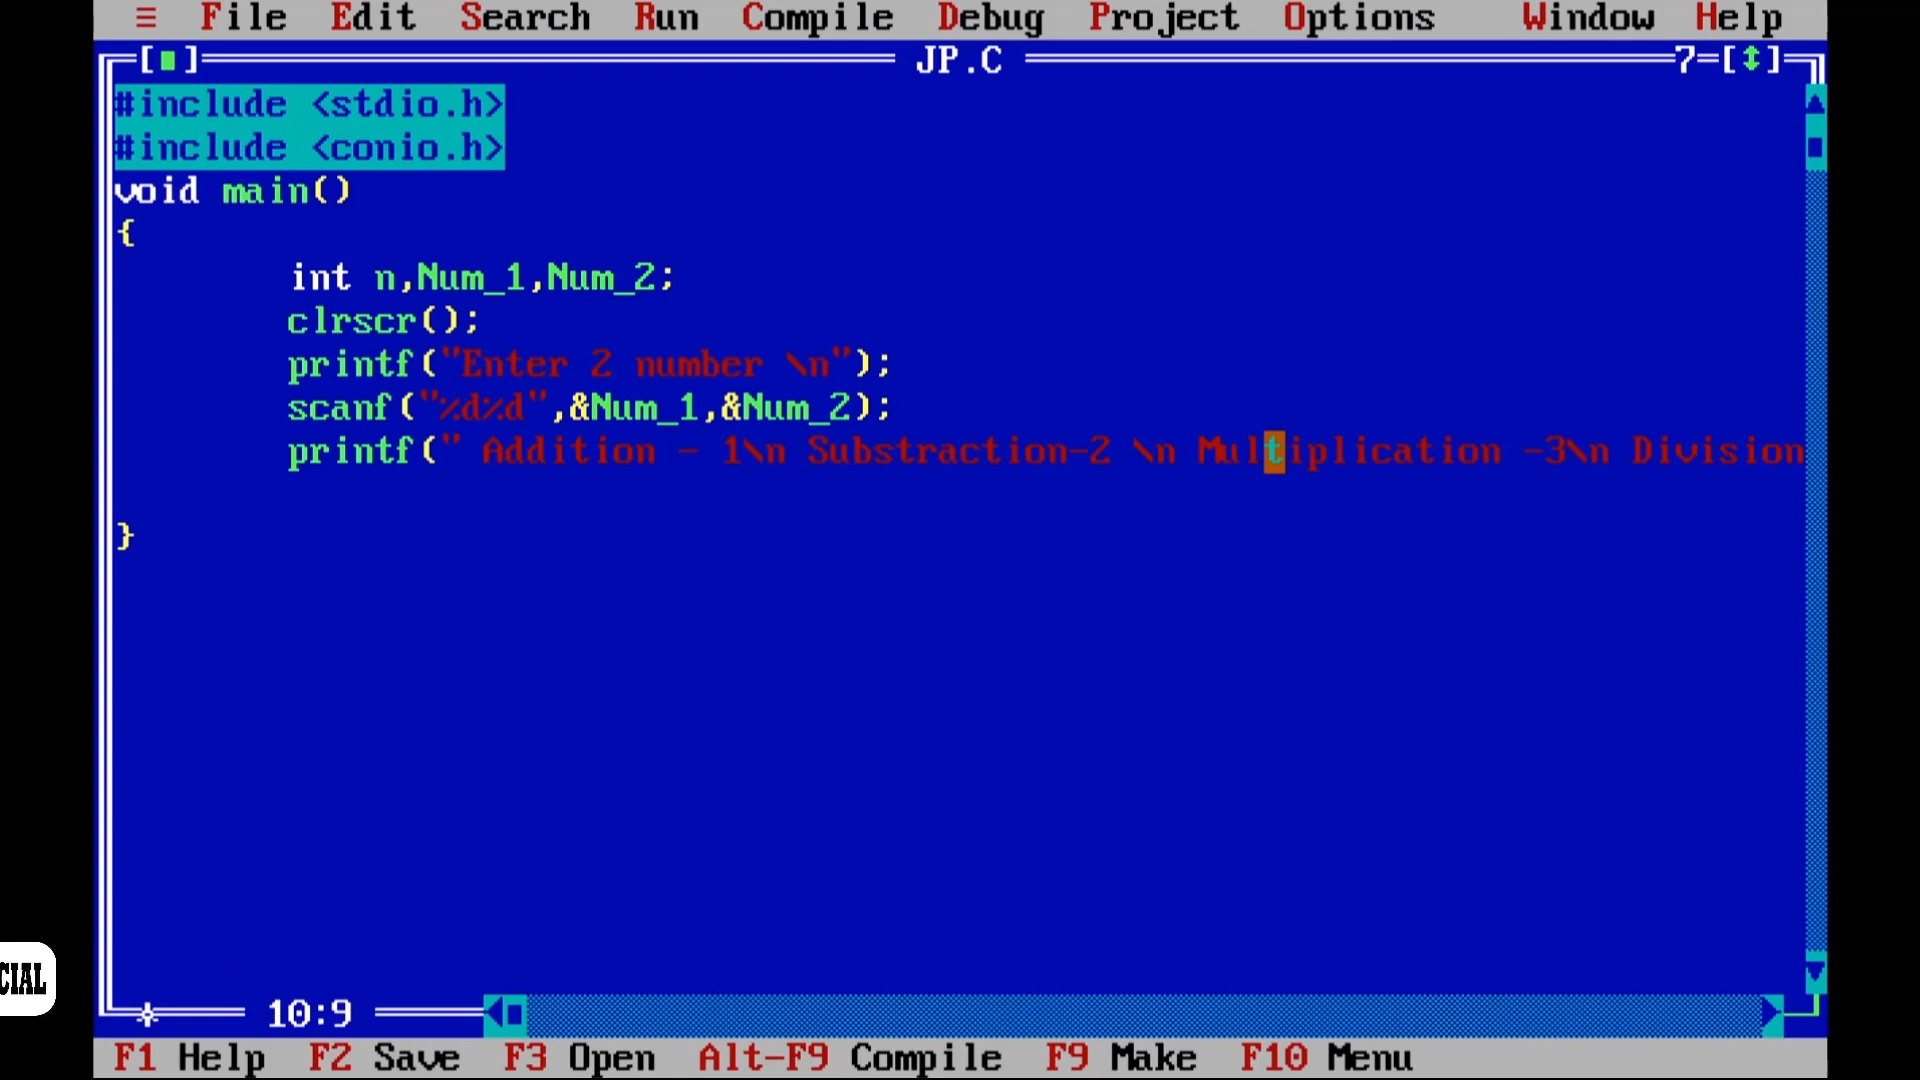 ≡ File Edit Search Run Compile Debug Project Options Window Help
[■] JP.C 7=[↕]
#include <stdio.h>
#include <conio.h>
void main()
{
int n,Num_1,Num_2;
clrscr();
printf("Enter 2 number \n");
scanf("%d%d",&Num_1,&Num_2);
printf(" Addition - 1\n Substraction-2 \n Multiplication -3\n Division
}
CIAL
10:9
F1 Help F2 Save F3 Open Alt-F9 Compile F9 Make F10 Menu